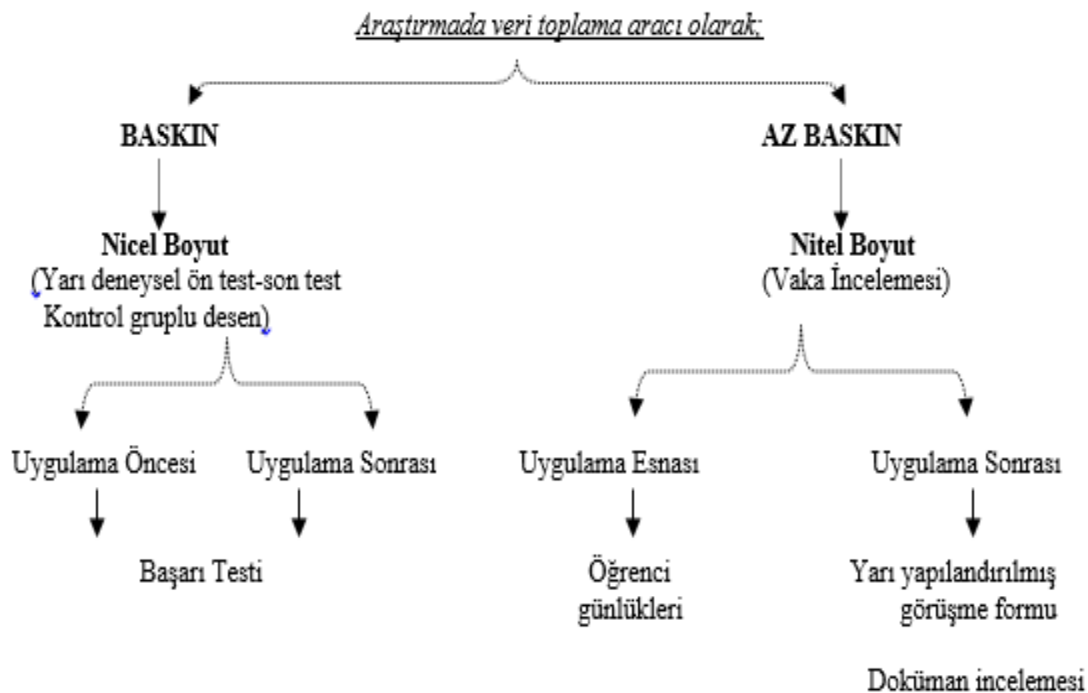 Araştırmada veri toplama aracı olarak;
BASKIN
AZ BASKIN
Nicel Boyut
(Yarı deneysel ön test-son test
Kontrol gruplu desen)
Nitel Boyut
(Vaka İncelemesi)
Uygulama Öncesi
Uygulama Sonrası
Uygulama Esnası
Uygulama Sonrası
Başarı Testi
Öğrenci
günlükleri
Yarı yapılandırılmış
görüşme formu
Doküman incelemesi